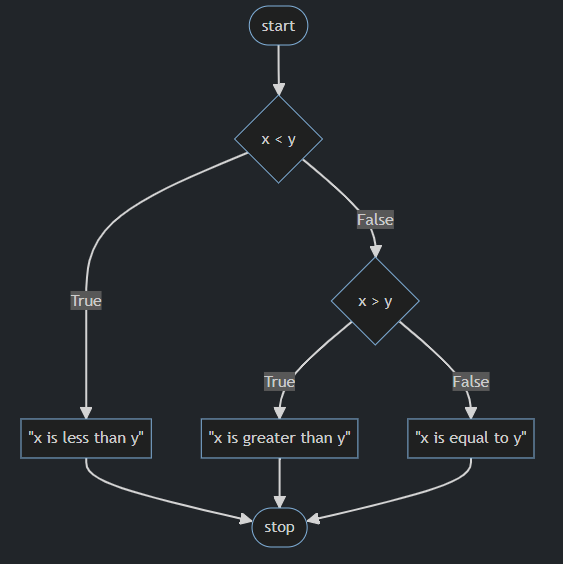 start
x < y
False
True
x > y
True
False
"x is less than y"
"x is greater than y"
"x is equal to y"
stop